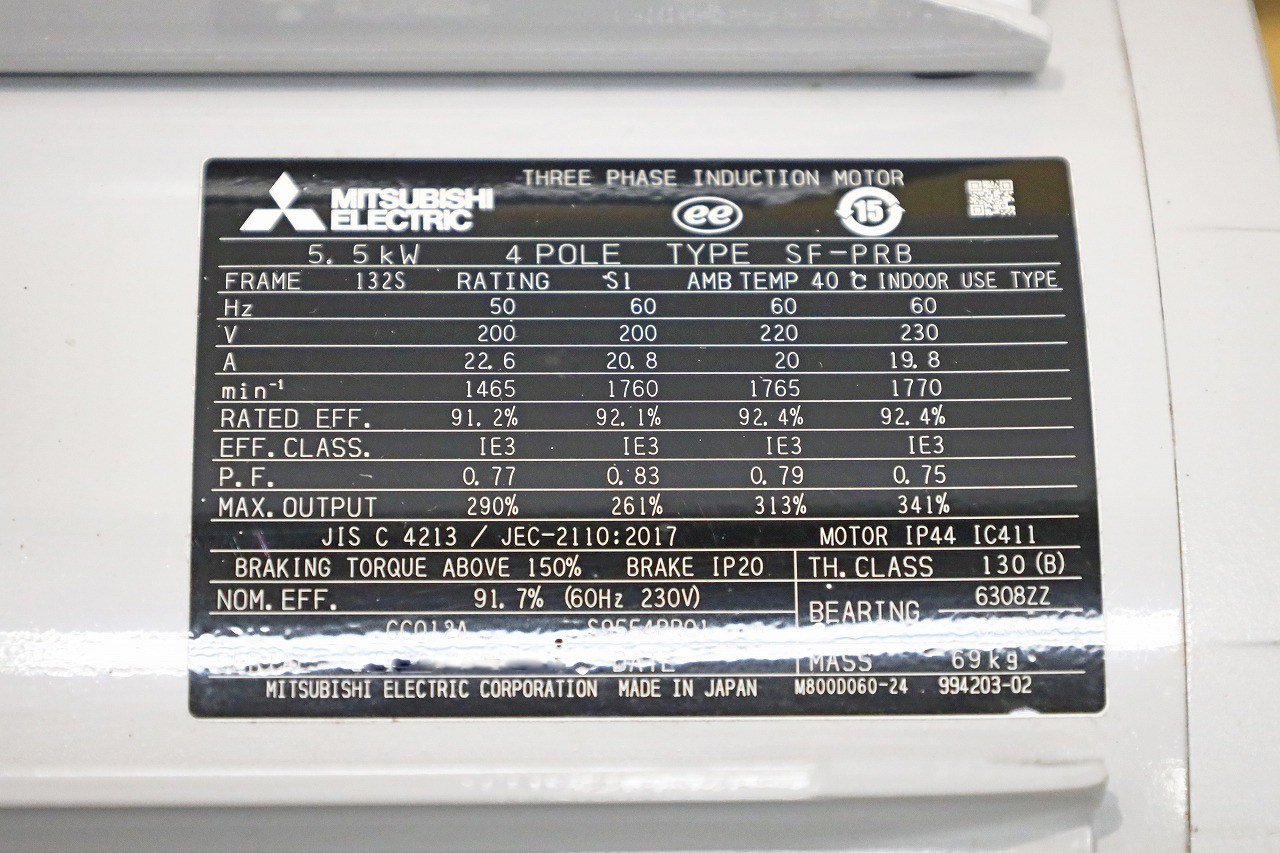 THREE PHASE INDUCTION MOTOR
MITSUBISHI
ELECTRIC
ee
15
5.5kW 4 POLE TYPE SF-PRB
FRAME 132S RATING S1 AMB TEMP 40℃ INDOOR USE TYPE
Hz 50 60 60 60
V 200 200 220 230
A 22.6 20.8 20 19.8
min⁻¹ 1465 1760 1765 1770
RATED EFF. 91.2% 92.1% 92.4% 92.4%
EFF. CLASS. IE3 IE3 IE3 IE3
P.F. 0.77 0.83 0.79 0.75
MAX. OUTPUT 290% 261% 313% 341%
JIS C 4213 / JEC-2110:2017 MOTOR IP44 IC411
BRAKING TORQUE ABOVE 150% BRAKE IP20 TH. CLASS 130 (B)
NOM. EFF. 91.7% (60Hz 230V)
BEARING 6308ZZ
DATE MASS 69kg
MITSUBISHI ELECTRIC CORPORATION MADE IN JAPAN M800D060-24 994203-02